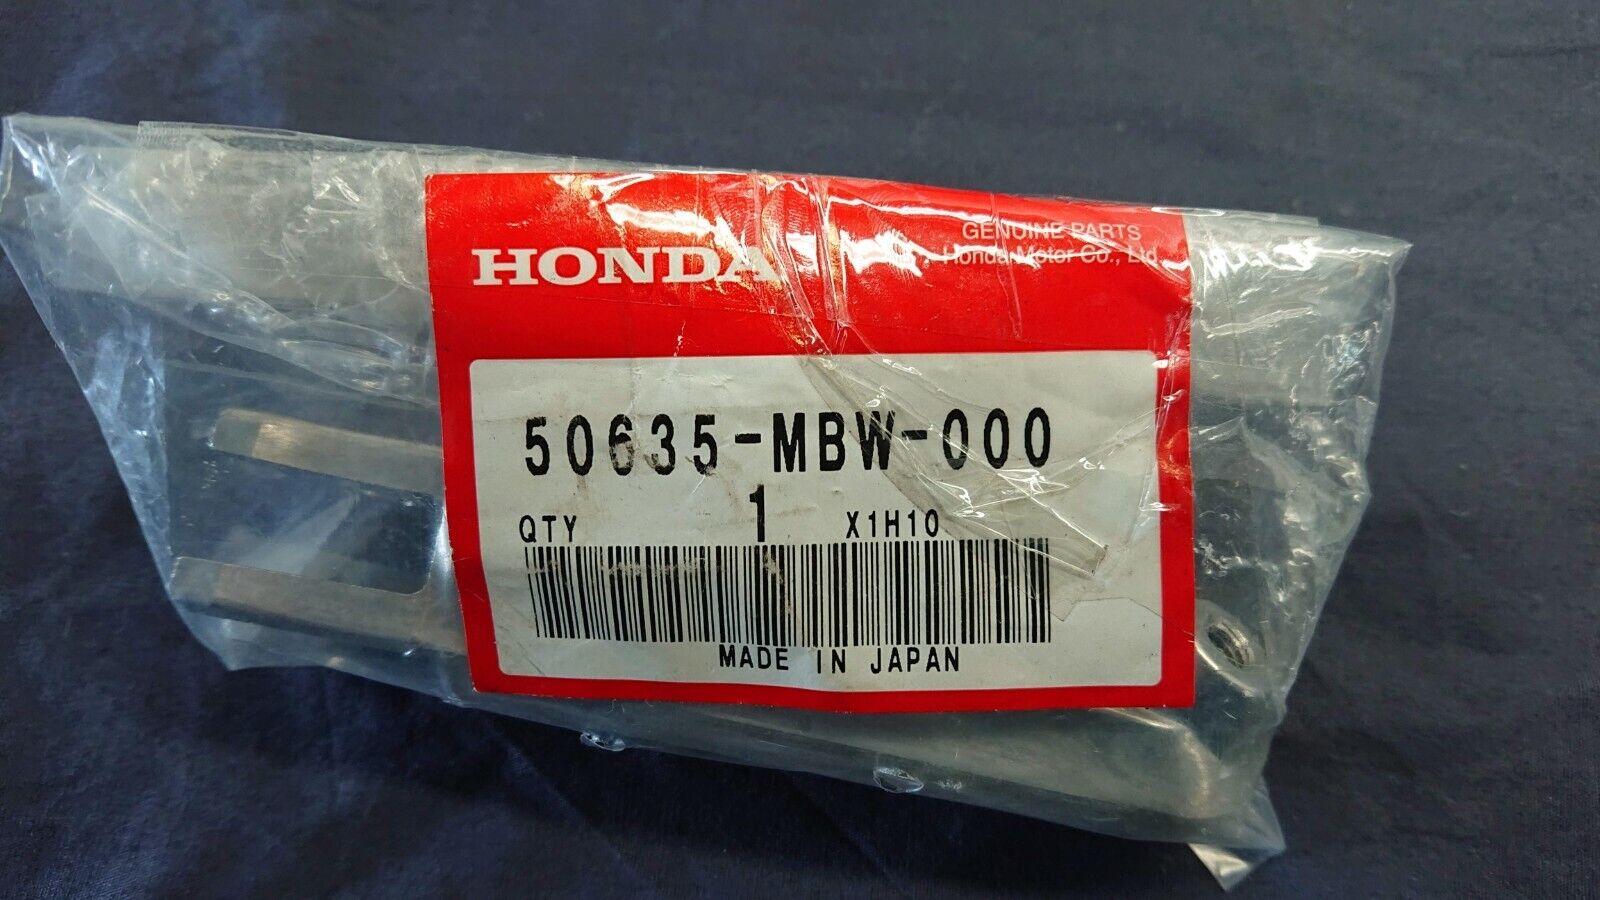 HONDA
GENUINE PARTS
Honda Motor Co., Ltd.
50635-MBW-000
QTY 1 X1H10
MADE IN JAPAN